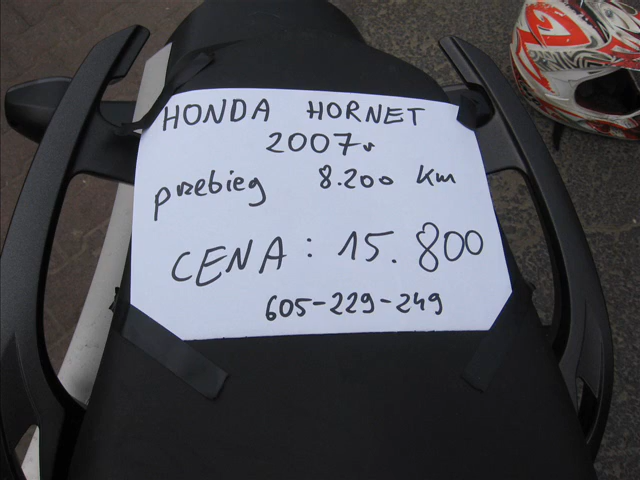 HONDA HORNET
2007r
przebieg 8.200 km
CENA: 15.800
605-229-249